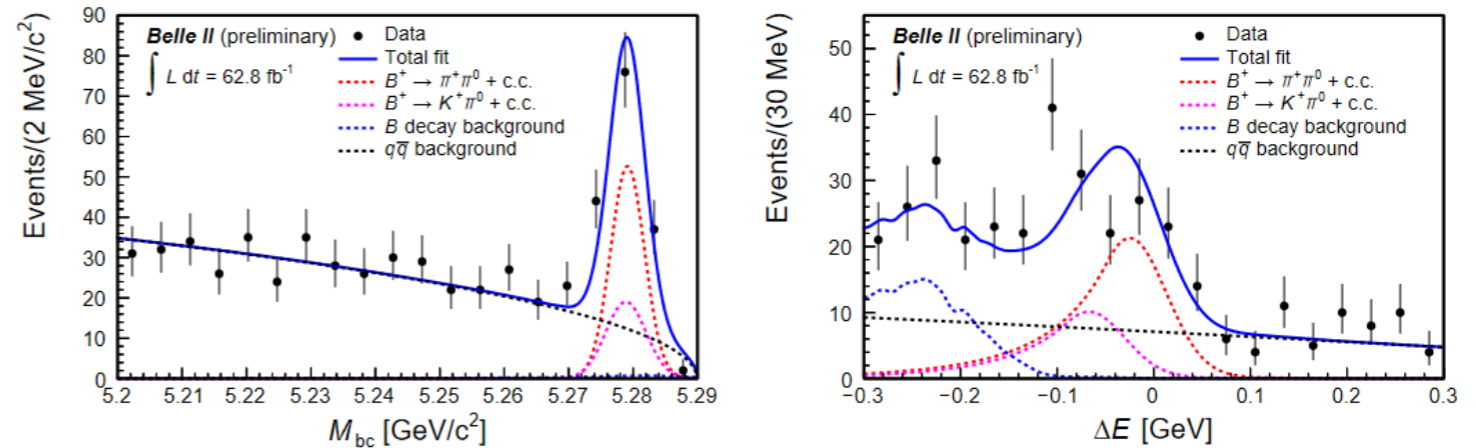 Events/(2 MeV/c²)
90
80
70
60
50
40
30
20
10
0
Belle II (preliminary)
∫ L dt = 62.8 fb⁻¹
Data
Total fit
B⁺ → π⁺π⁰ + c.c.
B⁺ → K⁺π⁰ + c.c.
B decay background
qq̅ background
5.2 5.21 5.22 5.23 5.24 5.25 5.26 5.27 5.28 5.29
M_bc [GeV/c²]
Events/(30 MeV)
50
40
30
20
10
0
Belle II (preliminary)
∫ L dt = 62.8 fb⁻¹
Data
Total fit
B⁺ → π⁺π⁰ + c.c.
B⁺ → K⁺π⁰ + c.c.
B decay background
qq̅ background
−0.3 −0.2 −0.1 0 0.1 0.2 0.3
ΔE [GeV]